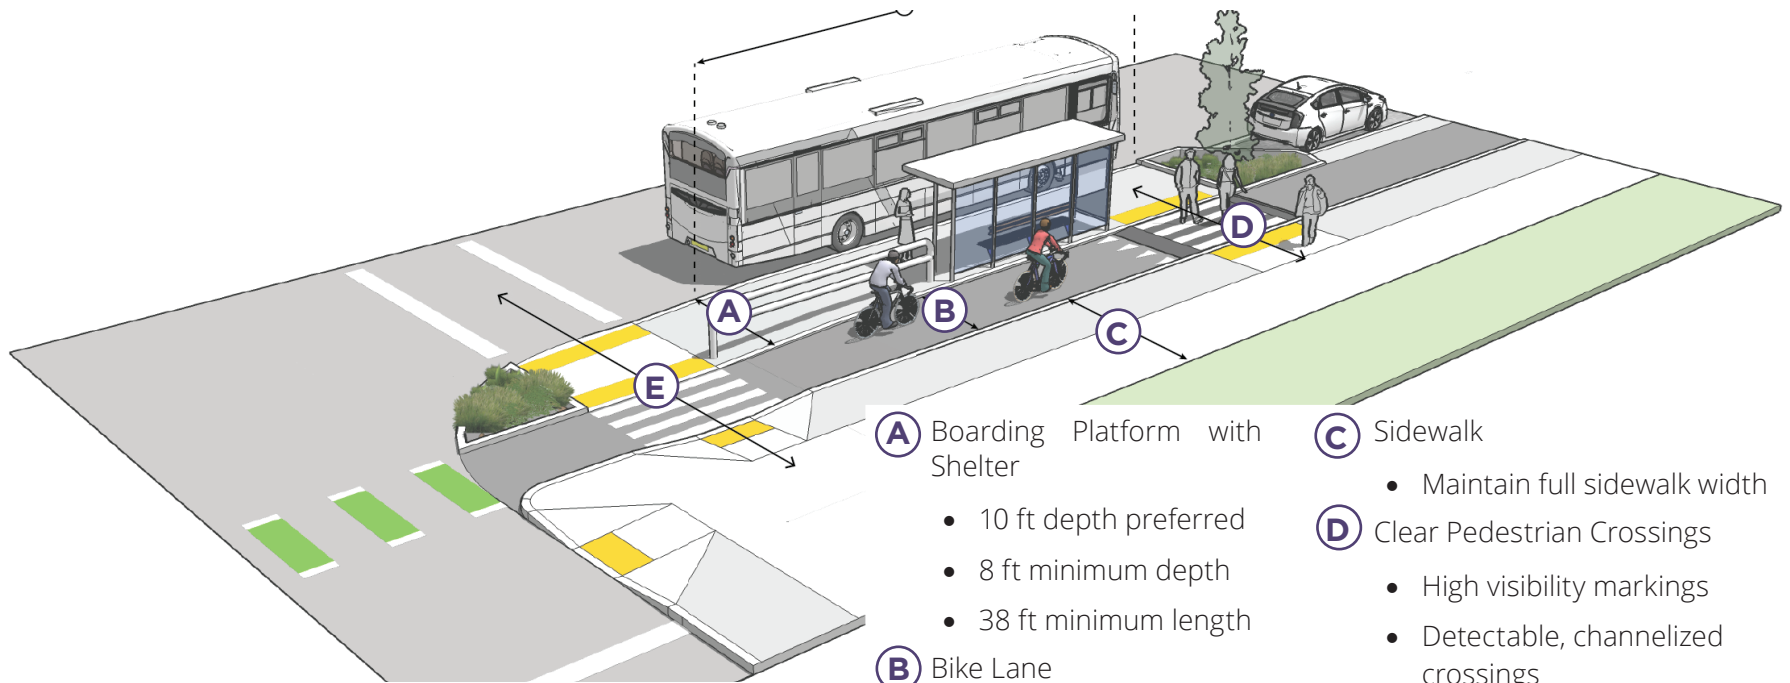 A
B
C
D
E
A Boarding Platform with
Shelter
• 10 ft depth preferred
• 8 ft minimum depth
• 38 ft minimum length
B Bike Lane
C Sidewalk
• Maintain full sidewalk width
D Clear Pedestrian Crossings
• High visibility markings
• Detectable, channelized
crossings